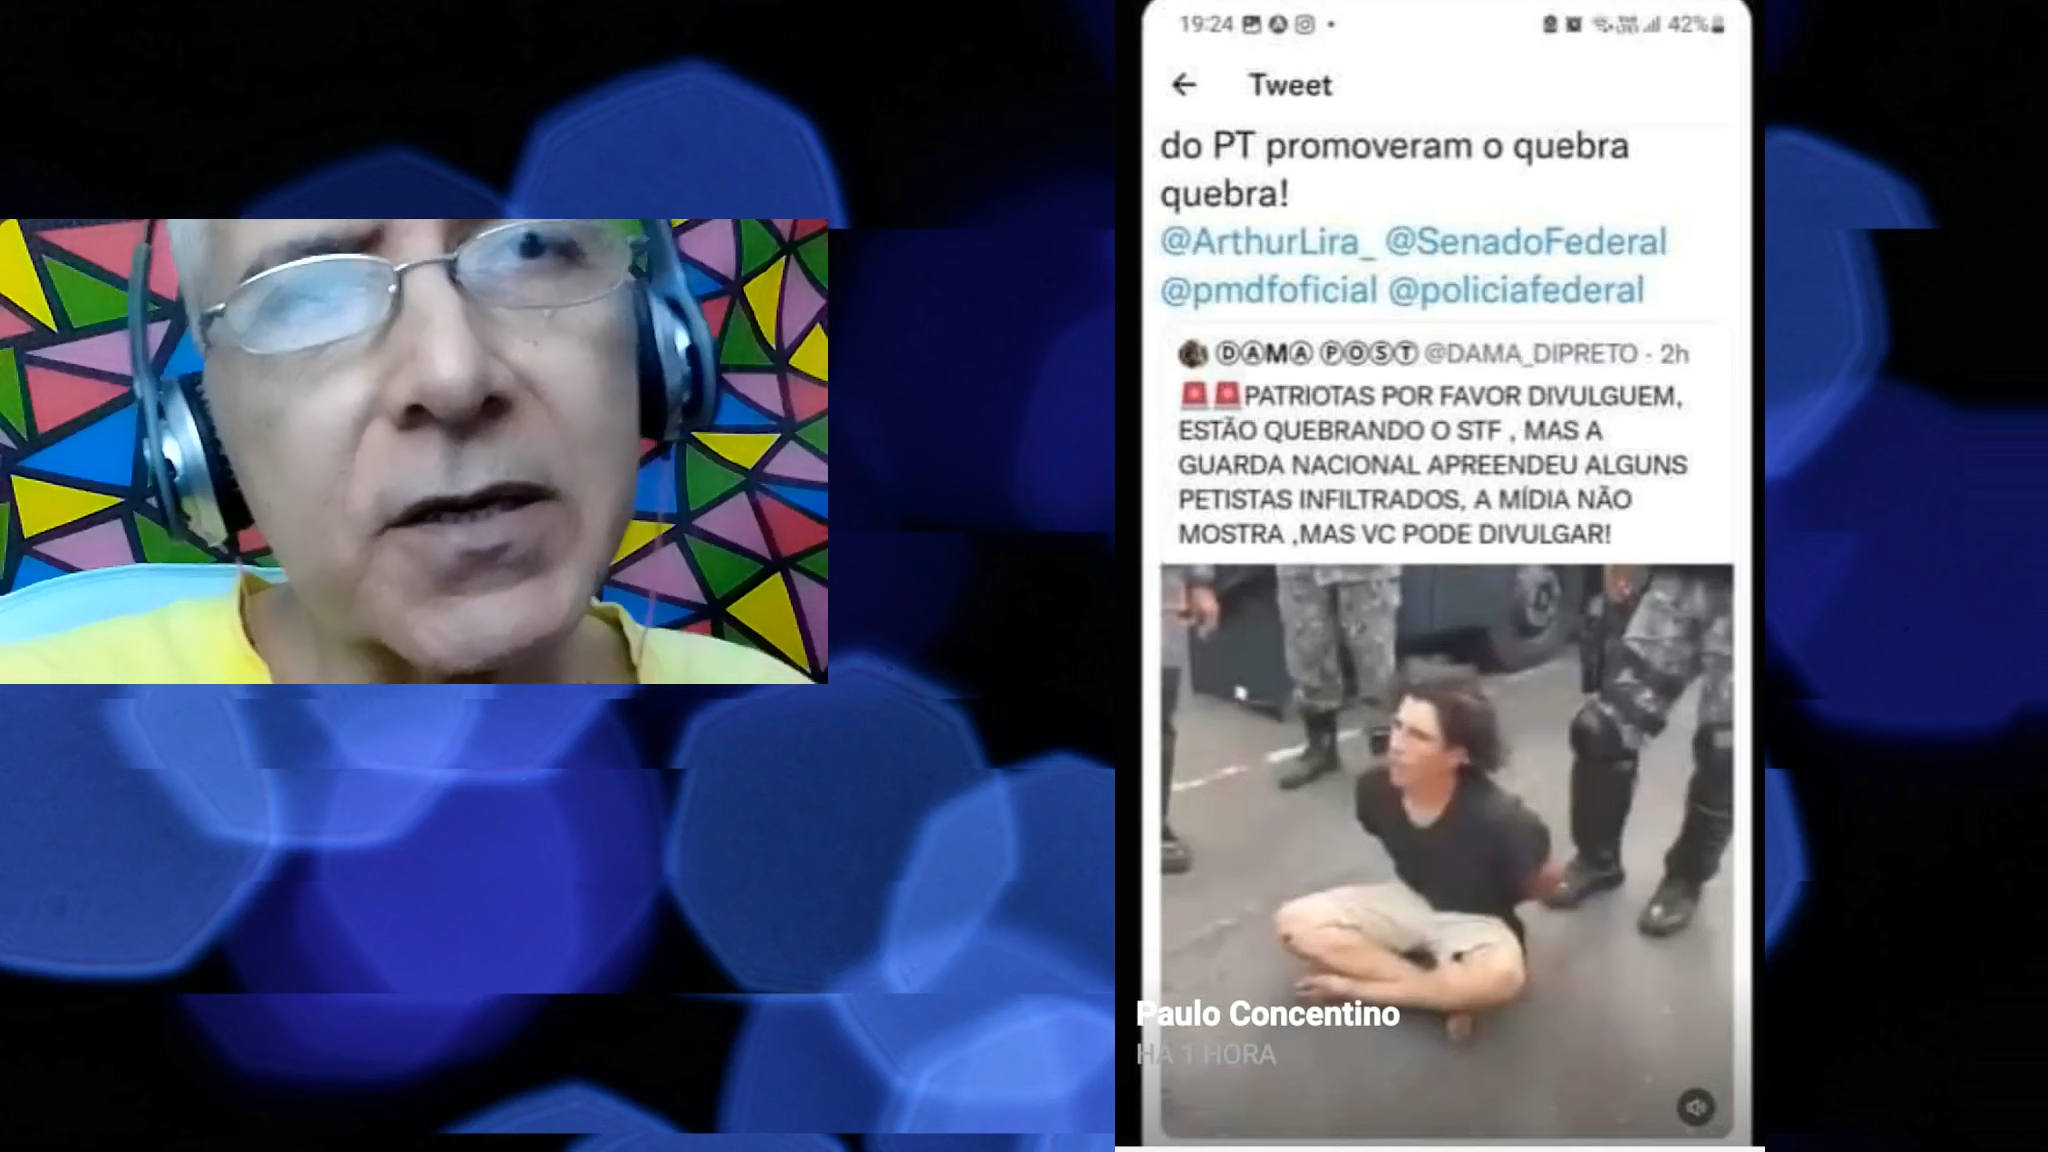 19:24
42%
Tweet
do PT promoveram o quebra
quebra!
@ArthurLira_ @SenadoFederal
@pmdfoficial @policiafederal
ⒹⒶMⒶ ⓅⓄⓈⓉ @DAMA_DIPRETO · 2h
🚨🚨PATRIOTAS POR FAVOR DIVULGUEM,
ESTÃO QUEBRANDO O STF , MAS A
GUARDA NACIONAL APREENDEU ALGUNS
PETISTAS INFILTRADOS, A MÍDIA NÃO
MOSTRA ,MAS VC PODE DIVULGAR!
Paulo Concentino
HÁ 1 HORA